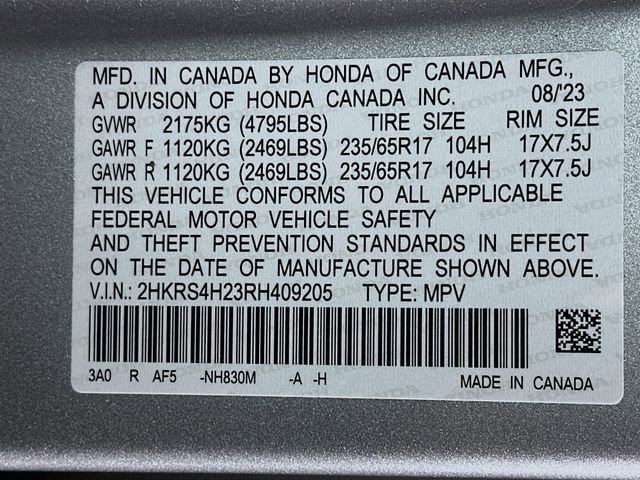 MFD. IN CANADA BY HONDA OF CANADA MFG.,
A DIVISION OF HONDA CANADA INC. 08/'23
GVWR 2175KG (4795LBS) TIRE SIZE RIM SIZE
GAWR F 1120KG (2469LBS) 235/65R17 104H 17X7.5J
GAWR R 1120KG (2469LBS) 235/65R17 104H 17X7.5J
THIS VEHICLE CONFORMS TO ALL APPLICABLE
FEDERAL MOTOR VEHICLE SAFETY
AND THEFT PREVENTION STANDARDS IN EFFECT
ON THE DATE OF MANUFACTURE SHOWN ABOVE.
V.I.N.: 2HKRS4H23RH409205 TYPE: MPV
3A0 R AF5 -NH830M -A -H MADE IN CANADA